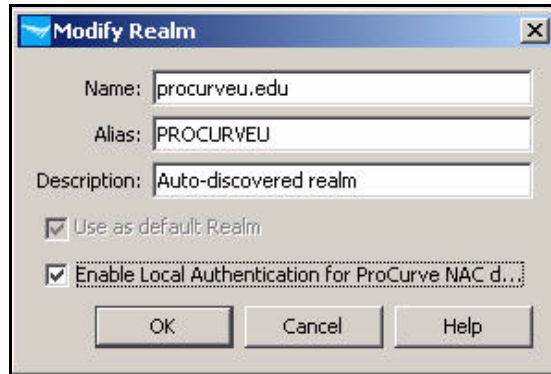 Modify Realm
Name: procurveu.edu
Alias: PROCURVEU
Description: Auto-discovered realm
Use as default Realm
Enable Local Authentication for ProCurve NAC d...
OK Cancel Help